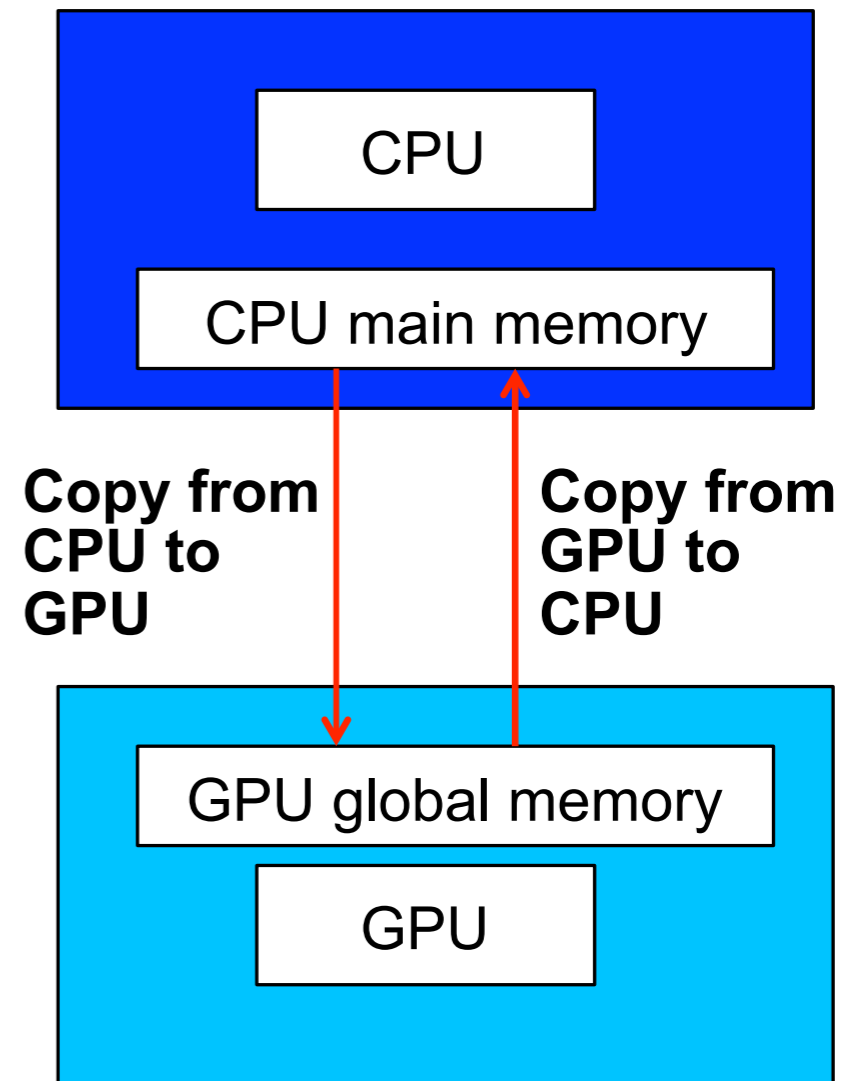 CPU
CPU main memory
Copy from
CPU to
GPU
Copy from
GPU to
CPU
GPU global memory
GPU